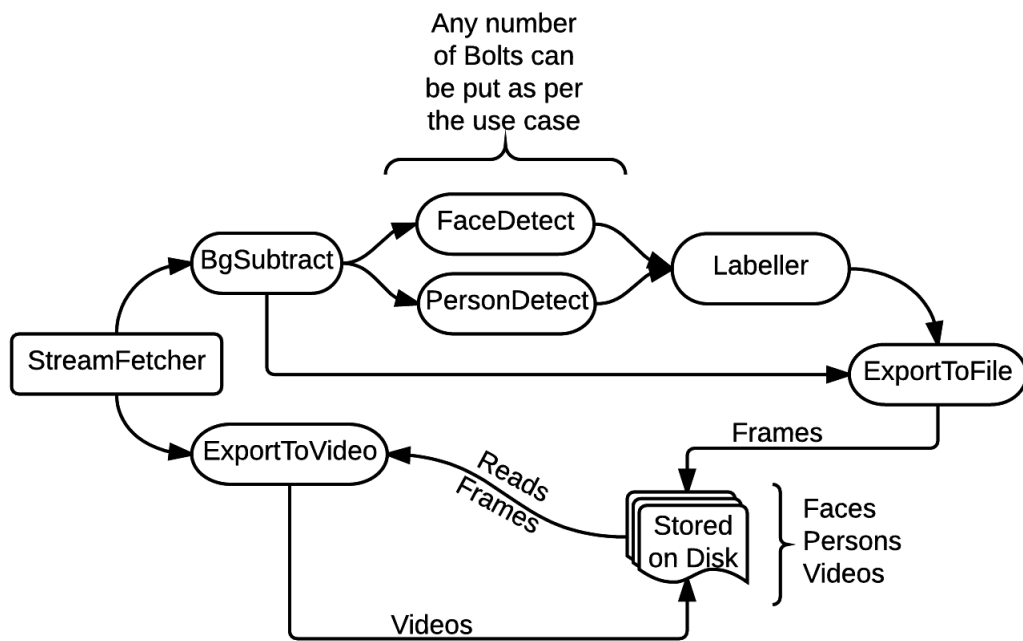 Any number
of Bolts can
be put as per
the use case
FaceDetect
BgSubtract
Labeller
PersonDetect
StreamFetcher
ExportToFile
Frames
ExportToVideo
Reads
Frames
Stored
on Disk
Faces
Persons
Videos
Videos